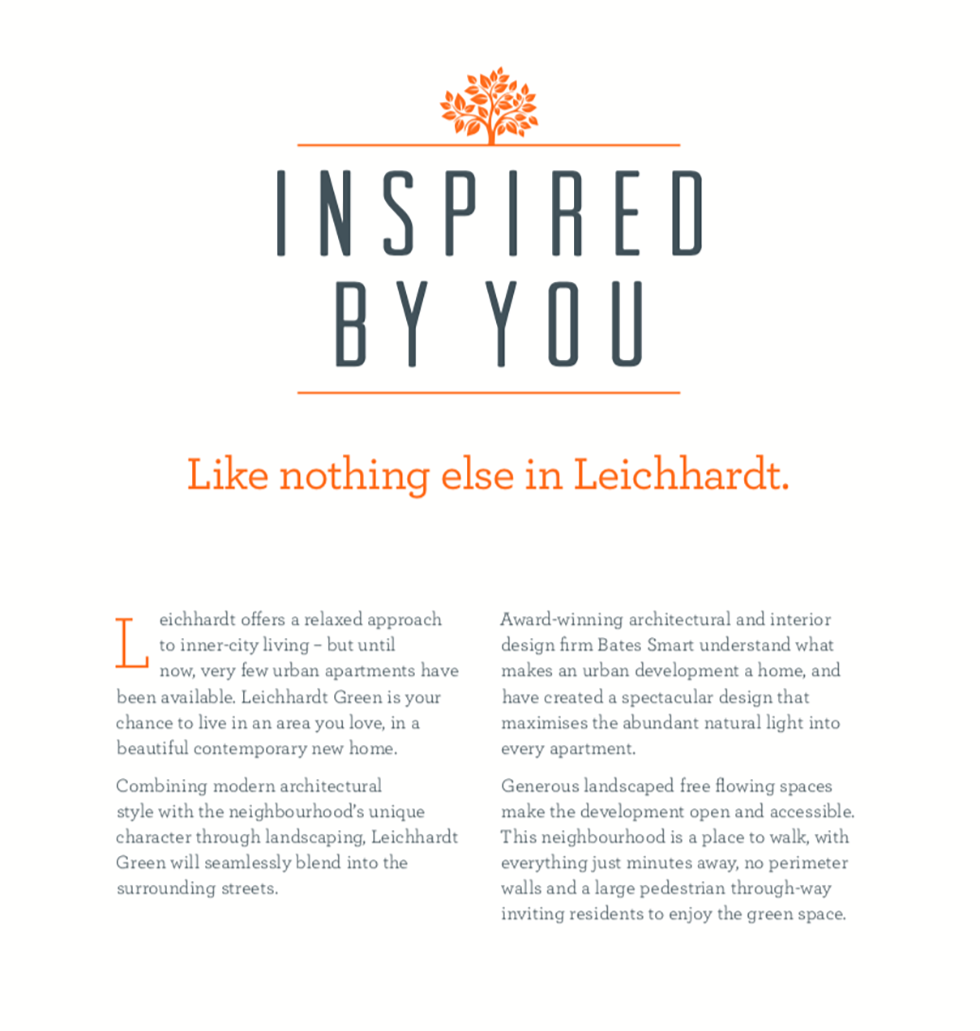 INSPIRED
BY YOU
Like nothing else in Leichhardt.
Leichhardt offers a relaxed approach
to inner-city living – but until
now, very few urban apartments have
been available. Leichhardt Green is your
chance to live in an area you love, in a
beautiful contemporary new home.
Combining modern architectural
style with the neighbourhood's unique
character through landscaping, Leichhardt
Green will seamlessly blend into the
surrounding streets.
Award-winning architectural and interior
design firm Bates Smart understand what
makes an urban development a home, and
have created a spectacular design that
maximises the abundant natural light into
every apartment.
Generous landscaped free flowing spaces
make the development open and accessible.
This neighbourhood is a place to walk, with
everything just minutes away, no perimeter
walls and a large pedestrian through-way
inviting residents to enjoy the green space.